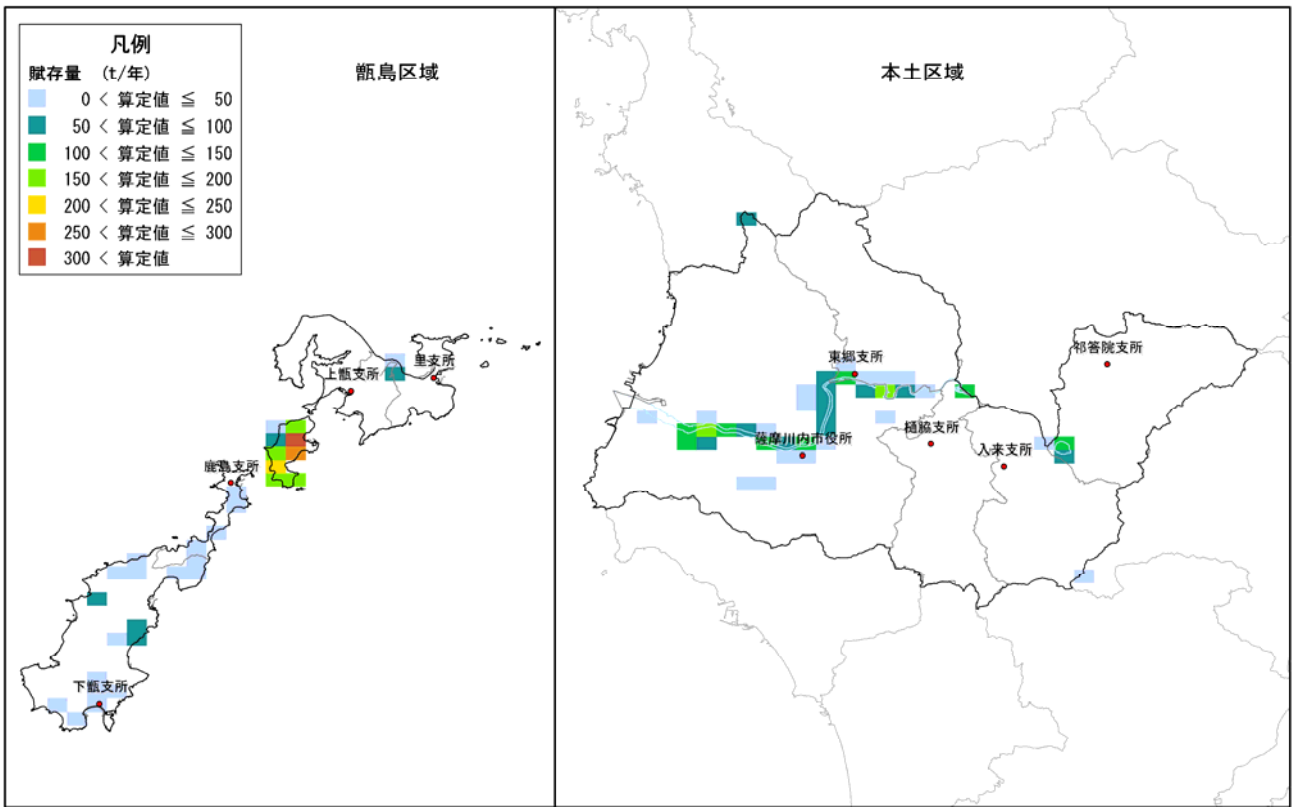 凡例
賦存量 (t/年)
0 < 算定値 ≦ 50
50 < 算定値 ≦ 100
100 < 算定値 ≦ 150
150 < 算定値 ≦ 200
200 < 算定値 ≦ 250
250 < 算定値 ≦ 300
300 < 算定値
甑島区域
里支所
上甑支所
鹿島支所
下甑支所
本土区域
祁答院支所
東郷支所
樋脇支所
薩摩川内市役所
入来支所